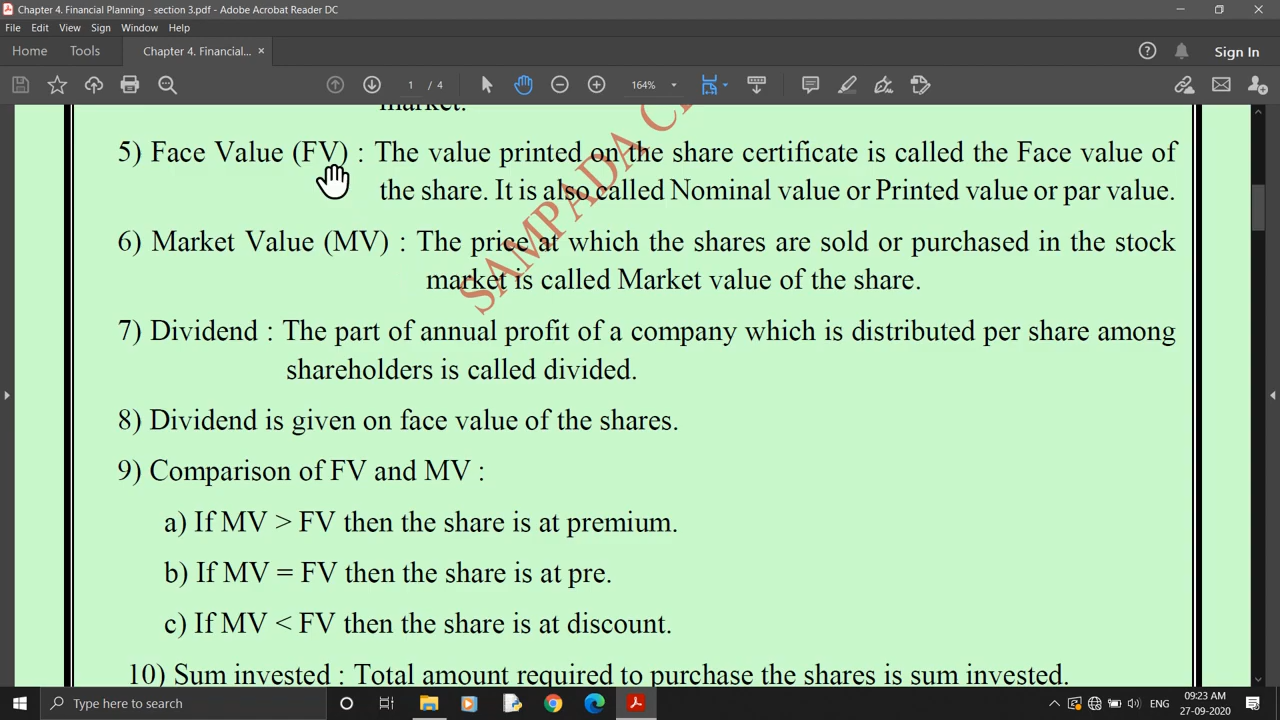 Chapter 4. Financial Planning - section 3.pdf - Adobe Acrobat Reader DC
File Edit View Sign Window Help
Home Tools Chapter 4. Financial... × Sign In
1 / 4 164%
market.
5) Face Value (FV) : The value printed on the share certificate is called the Face value of
the share. It is also called Nominal value or Printed value or par value.
6) Market Value (MV) : The price at which the shares are sold or purchased in the stock
market is called Market value of the share.
7) Dividend : The part of annual profit of a company which is distributed per share among
shareholders is called divided.
8) Dividend is given on face value of the shares.
9) Comparison of FV and MV :
a) If MV > FV then the share is at premium.
b) If MV = FV then the share is at pre.
c) If MV < FV then the share is at discount.
10) Sum invested : Total amount required to purchase the shares is sum invested.
SAMPADA
Type here to search
ENG
09:23 AM
27-09-2020